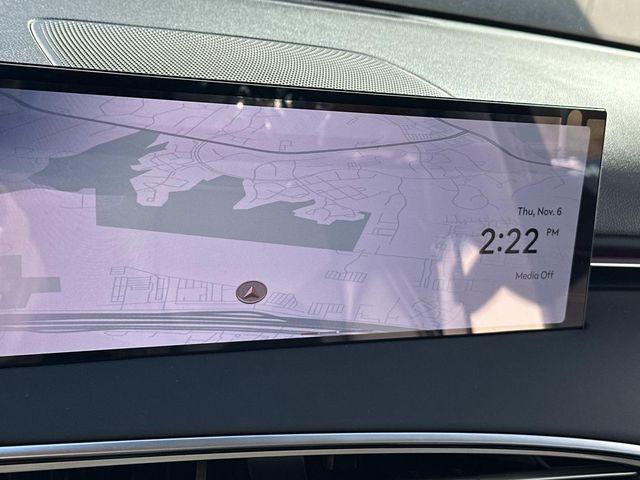 Thu, Nov. 6
2:22 PM
Media Off